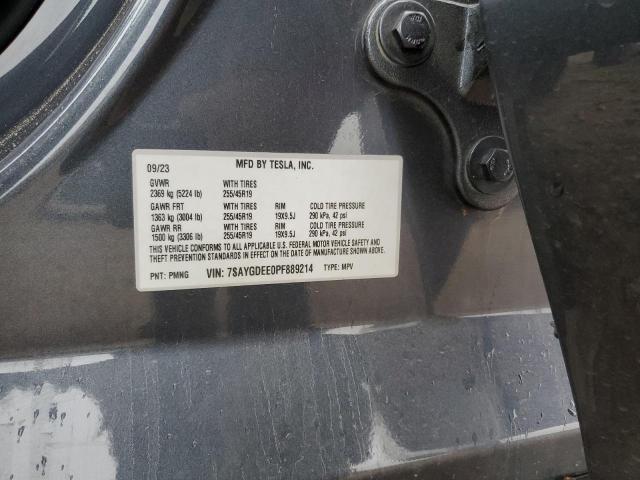 09/23 MFD BY TESLA, INC.
GVWR WITH TIRES
2369 kg (5224 lb) 255/45R19
GAWR FRT WITH TIRES RIM COLD TIRE PRESSURE
1363 kg (3004 lb) 255/45R19 19X9.5J 290 kPa, 42 psi
GAWR RR WITH TIRES RIM COLD TIRE PRESSURE
1500 kg (3306 lb) 255/45R19 19X9.5J 290 kPa, 42 psi
THIS VEHICLE CONFORMS TO ALL APPLICABLE U.S. FEDERAL MOTOR VEHICLE SAFETY AND
THEFT PREVENTION STANDARDS IN EFFECT ON THE DATE OF MANUFACTURE SHOWN ABOVE.
PNT: PMNG VIN: 7SAYGDEE0PF889214 TYPE: MPV